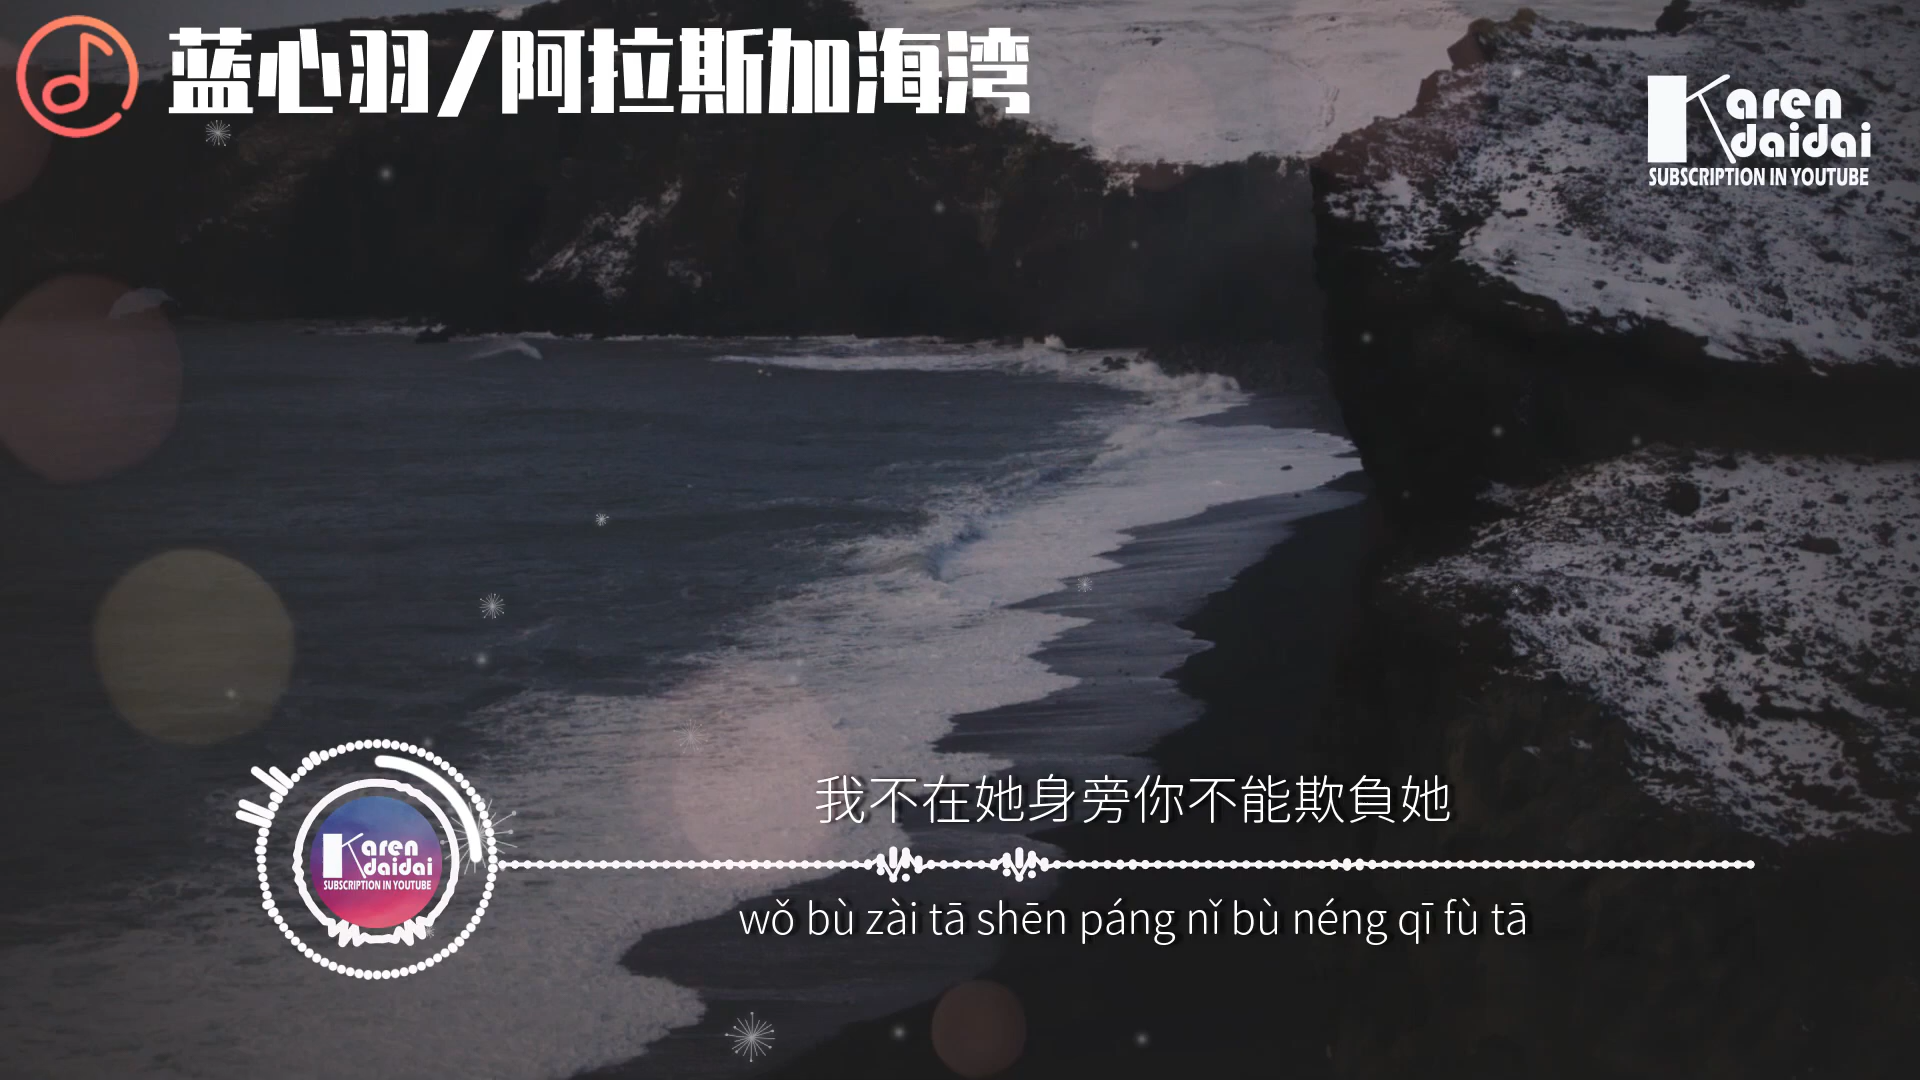 蓝心羽/阿拉斯加海湾
Karen
daidai
SUBSCRIPTION IN YOUTUBE
我不在她身旁你不能欺負她
Karen
daidai
SUBSCRIPTION IN YOUTUBE
wǒ bù zài tā shēn páng nǐ bù néng qī fù tā